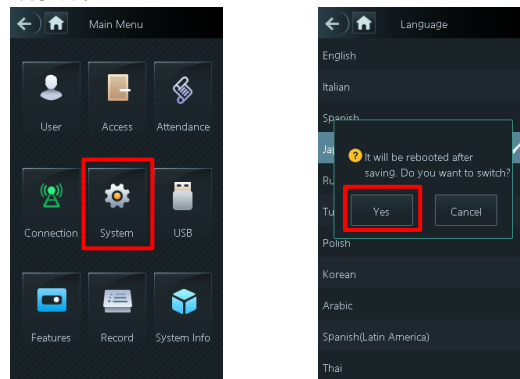 Main Menu
User
Access
Attendance
Connection
System
USB
Features
Record
System Info
Language
English
Italian
Spanish
It will be rebooted after
saving. Do you want to switch?
Yes
Cancel
Polish
Korean
Arabic
Spanish(Latin America)
Thai